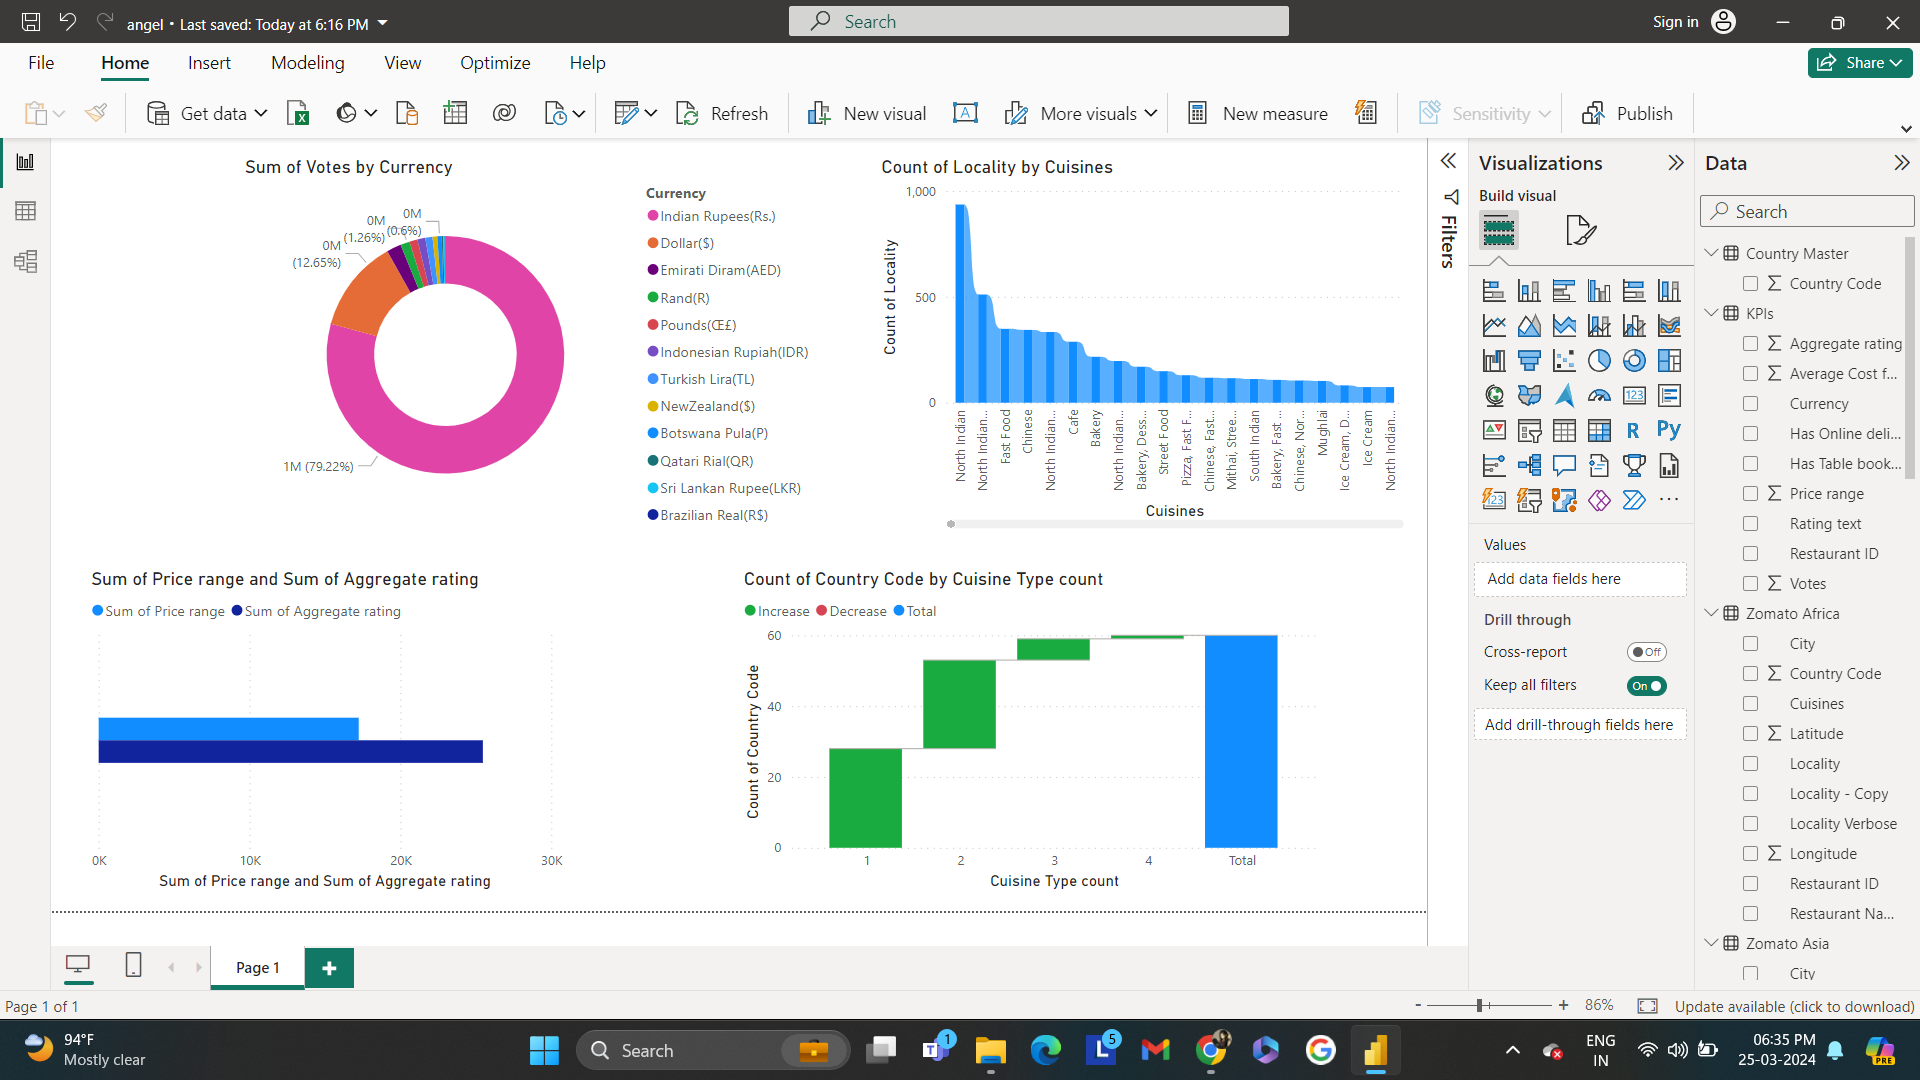 angel • Last saved: Today at 6:16 PM
Search
Sign in
File
Home
Insert
Modeling
View
Optimize
Help
Share
Get data
Refresh
New visual
More visuals
New measure
Sensitivity
Publish
Sum of Votes by Currency
0M
0M
(0.6%)
(1.26%)
0M
(12.65%)
1M (79.22%)
Currency
Indian Rupees(Rs.)
Dollar($)
Emirati Diram(AED)
Rand(R)
Pounds(Œ£)
Indonesian Rupiah(IDR)
Turkish Lira(TL)
NewZealand($)
Botswana Pula(P)
Qatari Rial(QR)
Sri Lankan Rupee(LKR)
Brazilian Real(R$)
Count of Locality by Cuisines
Count of Locality
1,000
500
0
North Indian
North Indian...
Fast Food
Chinese
North Indian...
Cafe
Bakery
North Indian...
Bakery, Dess...
Street Food
Pizza, Fast F...
Chinese, Fast...
Mithai, Stree...
South Indian
Bakery, Fast ...
Chinese, Nor...
Mughlai
Ice Cream, D...
Ice Cream
North Indian...
Cuisines
Sum of Price range and Sum of Aggregate rating
Sum of Price range
Sum of Aggregate rating
0K
10K
20K
30K
Sum of Price range and Sum of Aggregate rating
Count of Country Code by Cuisine Type count
Increase
Decrease
Total
Count of Country Code
60
40
20
0
1
2
3
4
Total
Cuisine Type count
Filters
Visualizations
Build visual
123
R
Py
123
Values
Add data fields here
Drill through
Cross-report
Off
Keep all filters
On
Add drill-through fields here
Data
Search
Country Master
Country Code
KPIs
Aggregate rating
Average Cost f...
Currency
Has Online deli...
Has Table book...
Price range
Rating text
Restaurant ID
Votes
Zomato Africa
City
Country Code
Cuisines
Latitude
Locality
Locality - Copy
Locality Verbose
Longitude
Restaurant ID
Restaurant Na...
Zomato Asia
City
Page 1
Page 1 of 1
86%
Update available (click to download)
94°F
Mostly clear
Search
1
5
ENG
IN
06:35 PM
25-03-2024
PRE